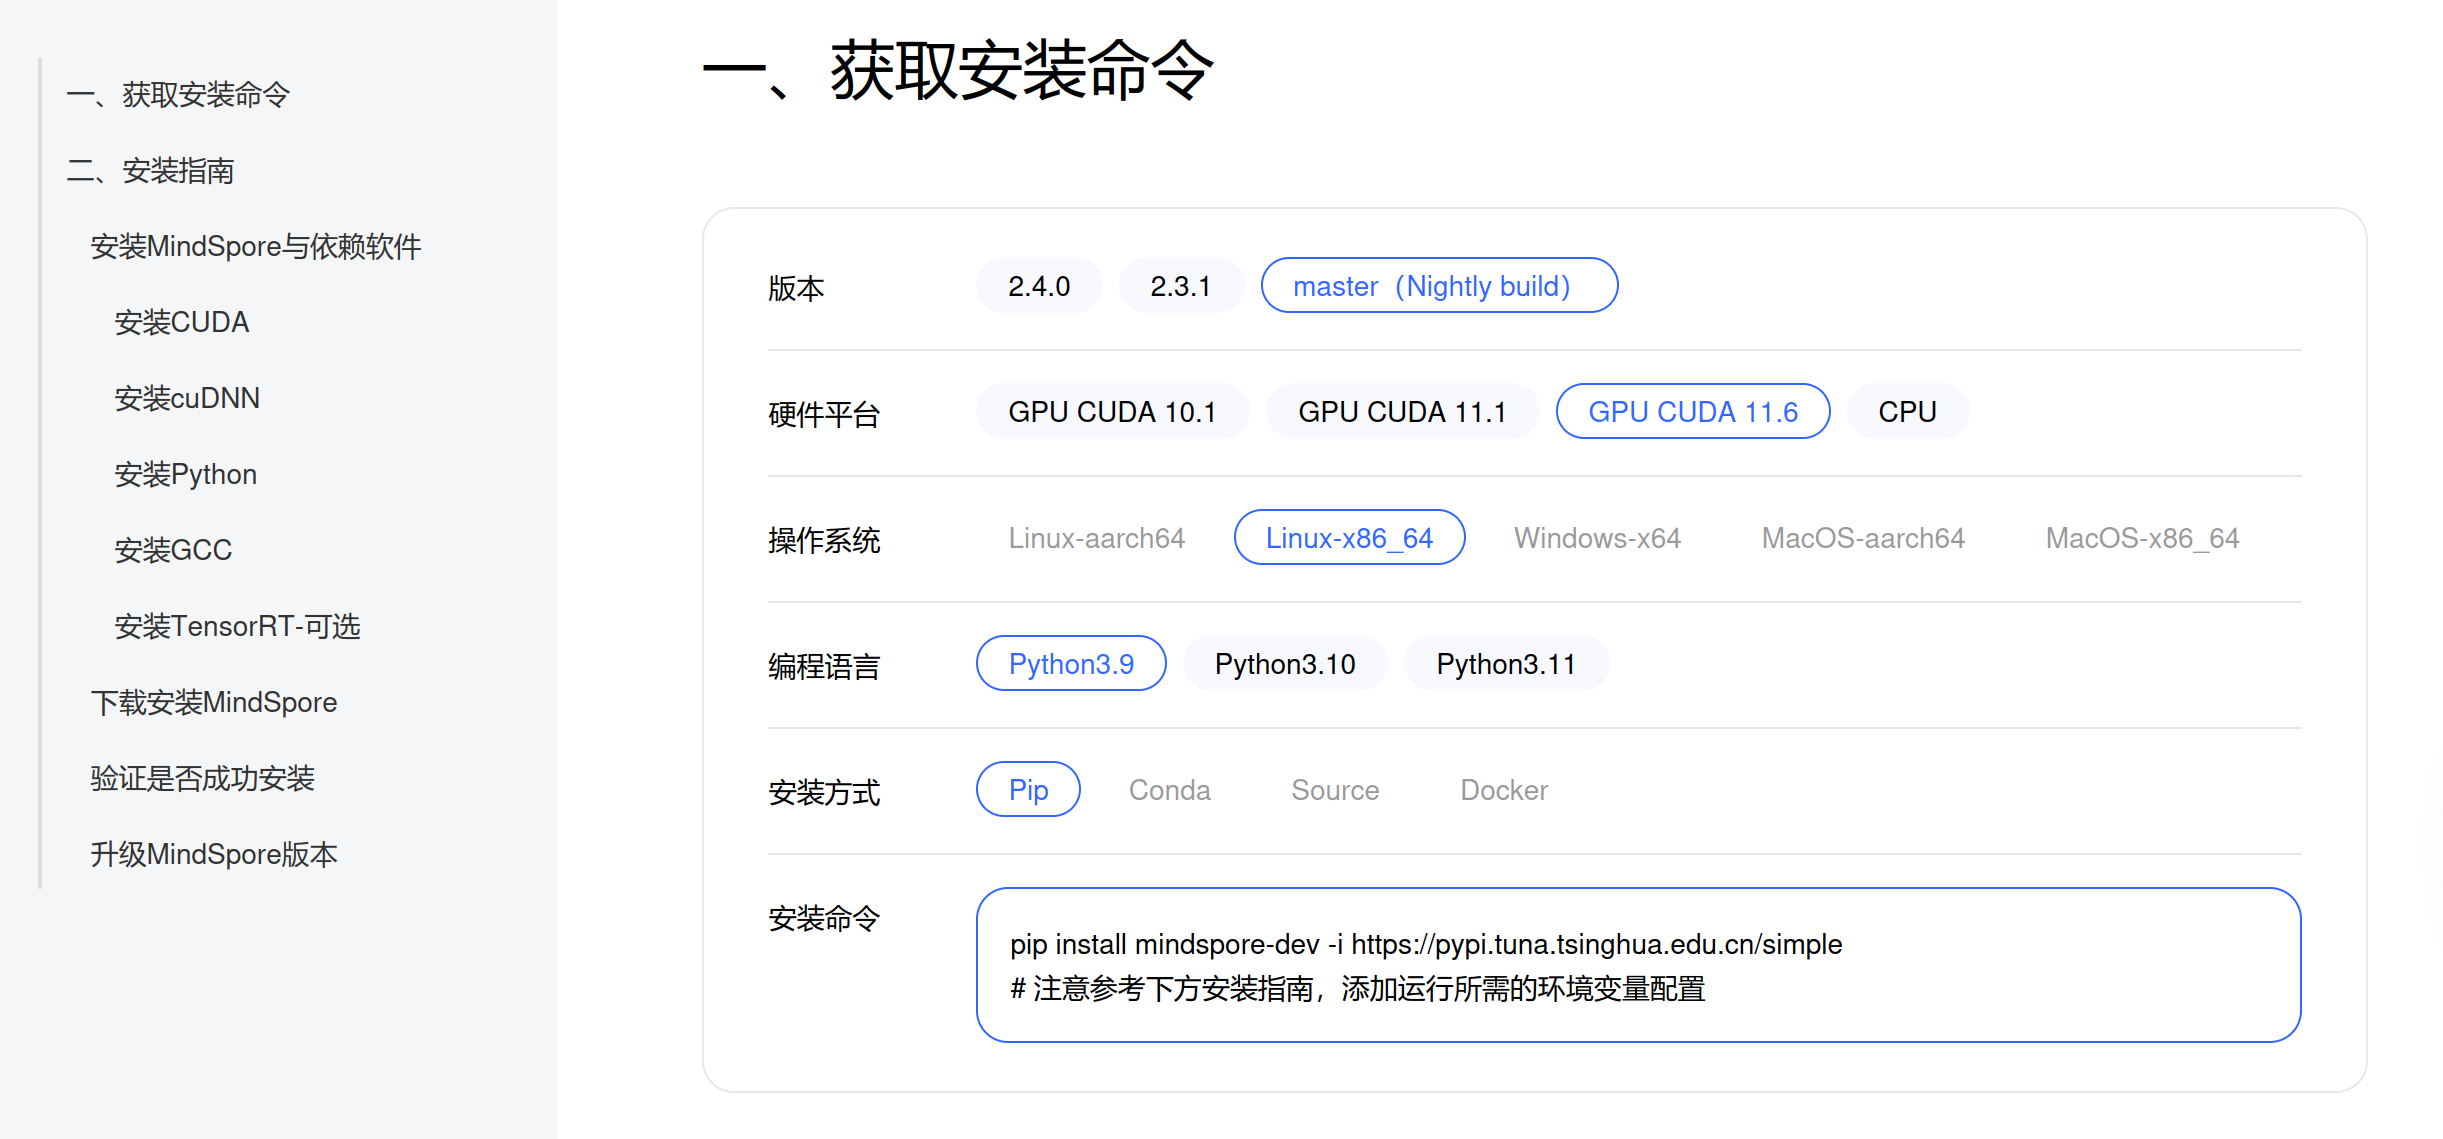 一、获取安装命令
二、安装指南
安装MindSpore与依赖软件
安装CUDA
安装cuDNN
安装Python
安装GCC
安装TensorRT-可选
下载安装MindSpore
验证是否成功安装
升级MindSpore版本
一、获取安装命令
版本 2.4.0 2.3.1 master（Nightly build）
硬件平台 GPU CUDA 10.1 GPU CUDA 11.1 GPU CUDA 11.6 CPU
操作系统 Linux-aarch64 Linux-x86_64 Windows-x64 MacOS-aarch64 MacOS-x86_64
编程语言 Python3.9 Python3.10 Python3.11
安装方式 Pip Conda Source Docker
安装命令 pip install mindspore-dev -i https://pypi.tuna.tsinghua.edu.cn/simple
# 注意参考下方安装指南，添加运行所需的环境变量配置